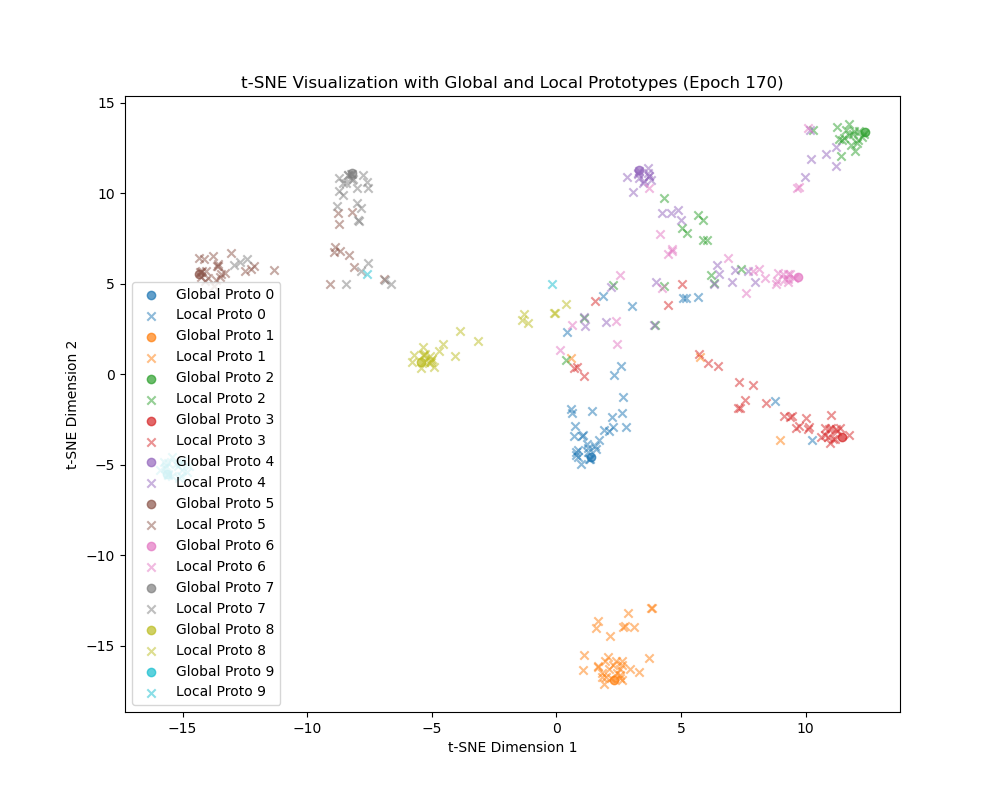 t-SNE Visualization with Global and Local Prototypes (Epoch 170)
15
10
5
0
−5
−10
−15
t-SNE Dimension 2
Global Proto 0
Local Proto 0
Global Proto 1
Local Proto 1
Global Proto 2
Local Proto 2
Global Proto 3
Local Proto 3
Global Proto 4
Local Proto 4
Global Proto 5
Local Proto 5
Global Proto 6
Local Proto 6
Global Proto 7
Local Proto 7
Global Proto 8
Local Proto 8
Global Proto 9
Local Proto 9
−15 −10 −5 0 5 10
t-SNE Dimension 1